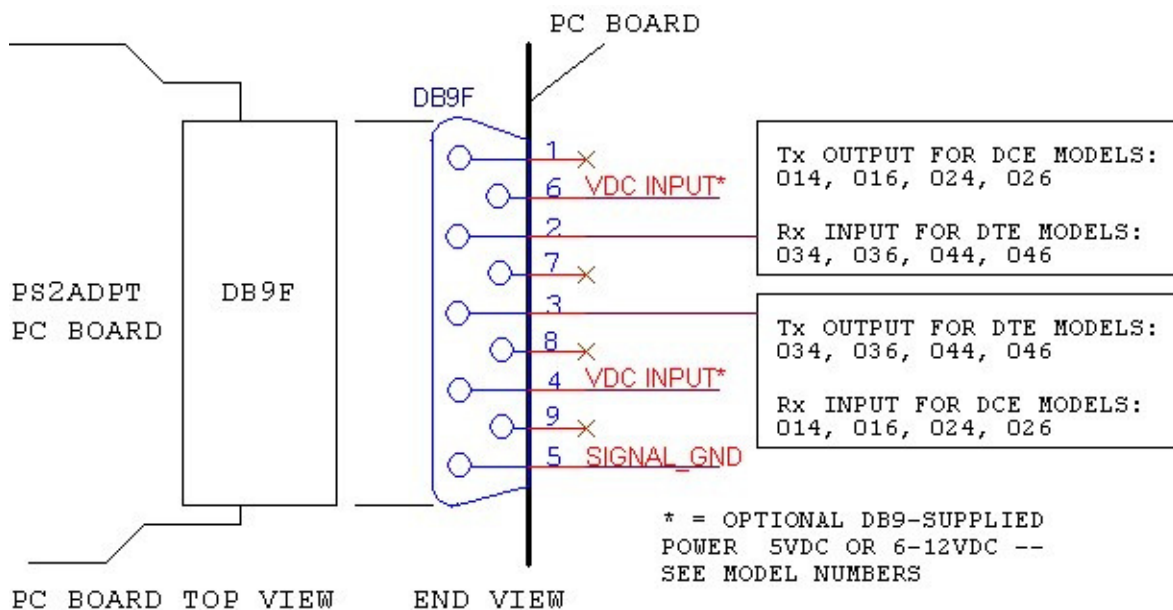 PC BOARD
DB9F
1
6 VDC INPUT*
2
7
3
8
4 VDC INPUT*
9
5 SIGNAL_GND
Tx OUTPUT FOR DCE MODELS:
014, 016, 024, 026
Rx INPUT FOR DTE MODELS:
034, 036, 044, 046
Tx OUTPUT FOR DTE MODELS:
034, 036, 044, 046
Rx INPUT FOR DCE MODELS:
014, 016, 024, 026
PS2ADPT
PC BOARD
DB9F
* = OPTIONAL DB9-SUPPLIED
POWER 5VDC OR 6-12VDC --
SEE MODEL NUMBERS
PC BOARD TOP VIEW
END VIEW